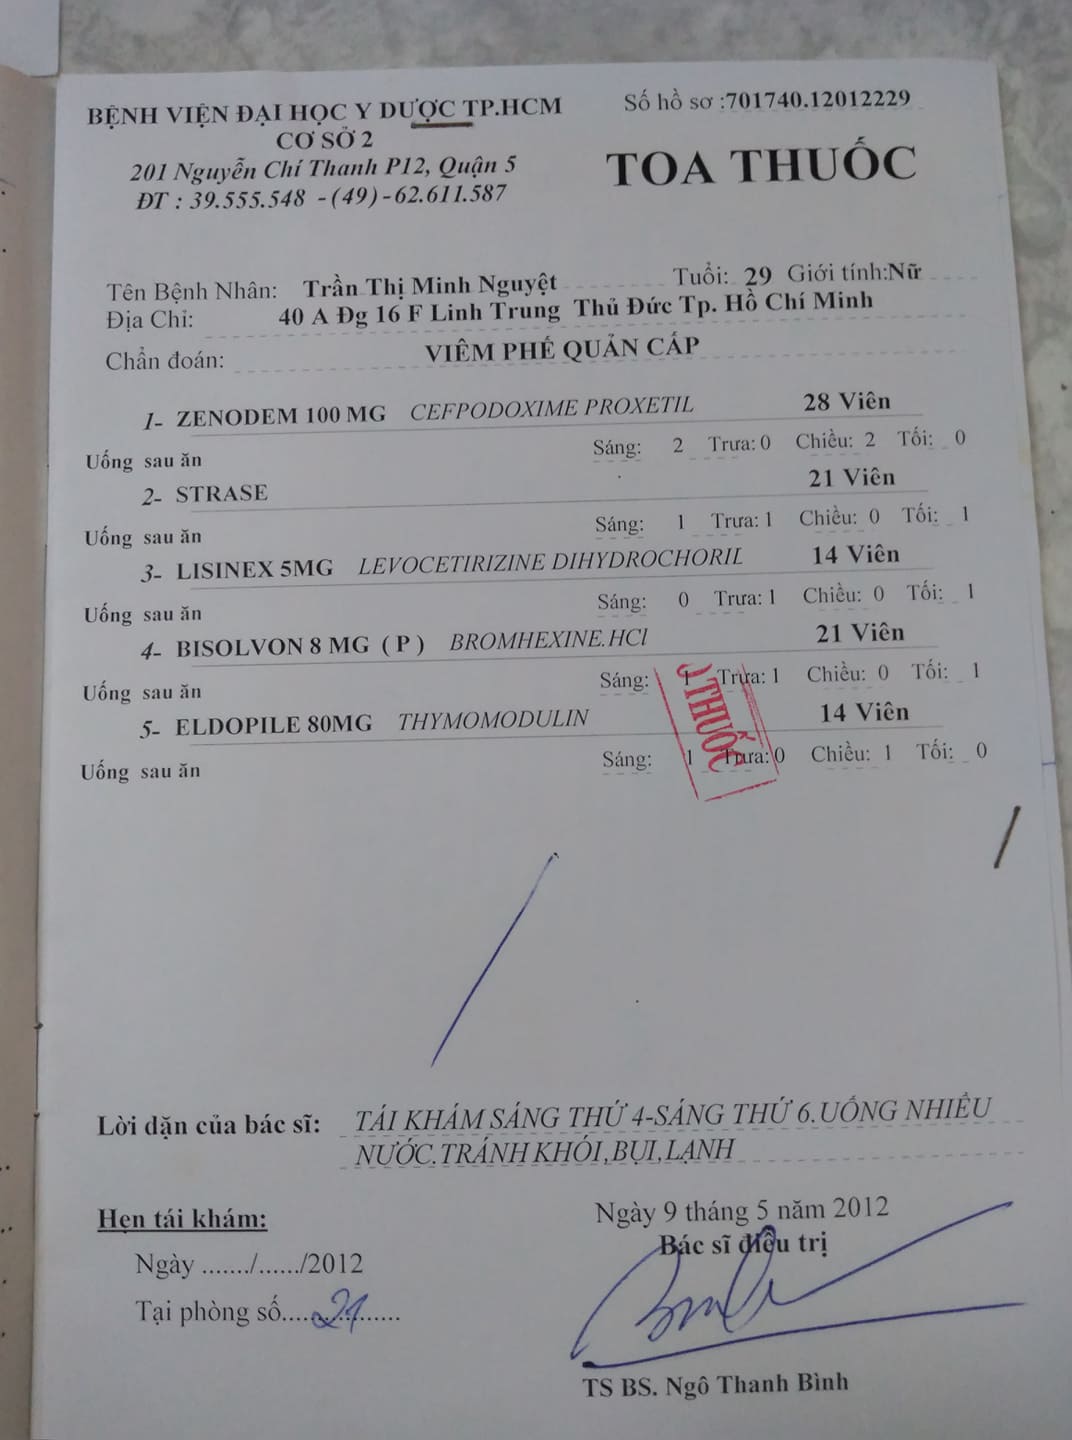 BỆNH VIỆN ĐẠI HỌC Y DƯỢC TP.HCM
CƠ SỞ 2
201 Nguyễn Chí Thanh P12, Quận 5
ĐT : 39.555.548 -(49)-62.611.587
Số hồ sơ :701740.12012229
TOA THUỐC
Tên Bệnh Nhân: Trần Thị Minh Nguyệt Tuổi: 29 Giới tính:Nữ
Địa Chỉ: 40 A Đg 16 F Linh Trung Thủ Đức Tp. Hồ Chí Minh
Chẩn đoán: VIÊM PHẾ QUẢN CẤP
1- ZENODEM 100 MG CEFPODOXIME PROXETIL 28 Viên
Uống sau ăn Sáng: 2 Trưa: 0 Chiều: 2 Tối: 0
2- STRASE 21 Viên
Uống sau ăn Sáng: 1 Trưa: 1 Chiều: 0 Tối: 1
3- LISINEX 5MG LEVOCETIRIZINE DIHYDROCHORIL 14 Viên
Uống sau ăn Sáng: 0 Trưa: 1 Chiều: 0 Tối: 1
4- BISOLVON 8 MG ( P ) BROMHEXINE.HCl 21 Viên
Uống sau ăn Sáng: 1 Trưa: 1 Chiều: 0 Tối: 1
5- ELDOPILE 80MG THYMOMODULIN 14 Viên
Uống sau ăn Sáng: 1 Trưa: 0 Chiều: 1 Tối: 0
THUỐC
Lời dặn của bác sĩ: TÁI KHÁM SÁNG THỨ 4-SÁNG THỨ 6.UỐNG NHIỀU
NƯỚC.TRÁNH KHÓI,BỤI,LẠNH
Hẹn tái khám:
Ngày ......./....../2012
Tại phòng số....21..........
Ngày 9 tháng 5 năm 2012
Bác sĩ điều trị
TS BS. Ngô Thanh Bình